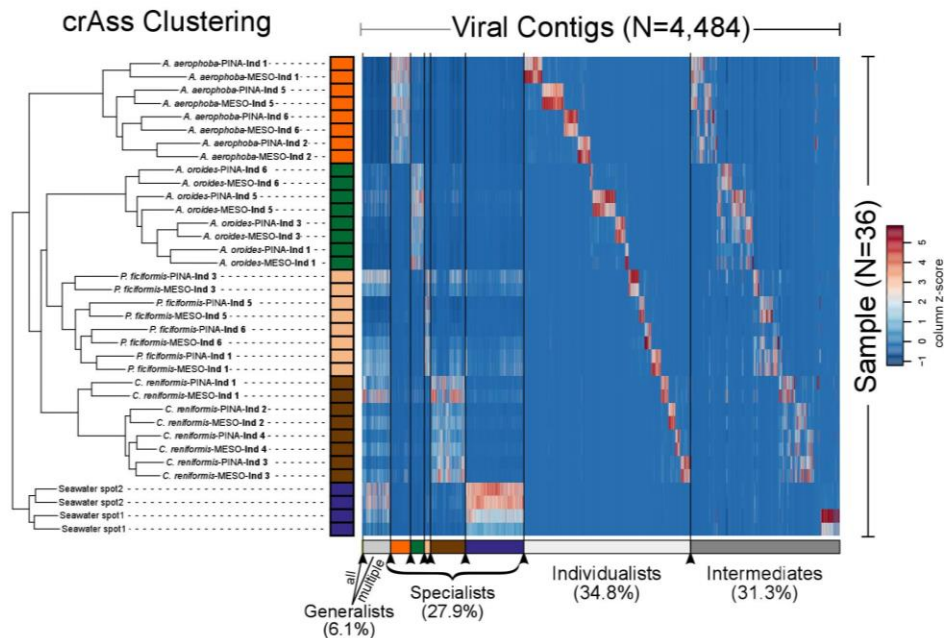 crAss Clustering
Viral Contigs (N=4,484)
A. aerophoba-PINA-Ind 1
A. aerophoba-MESO-Ind 1
A. aerophoba-PINA-Ind 5
A. aerophoba-MESO-Ind 5
A. aerophoba-PINA-Ind 6
A. aerophoba-MESO-Ind 6
A. aerophoba-PINA-Ind 2
A. aerophoba-MESO-Ind 2
A. oroides-PINA-Ind 6
A. oroides-MESO-Ind 6
A. oroides-PINA-Ind 5
A. oroides-MESO-Ind 5
A. oroides-PINA-Ind 3
A. oroides-MESO-Ind 3
A. oroides-PINA-Ind 1
A. oroides-MESO-Ind 1
P. ficiformis-PINA-Ind 3
P. ficiformis-MESO-Ind 3
P. ficiformis-PINA-Ind 5
P. ficiformis-MESO-Ind 5
P. ficiformis-PINA-Ind 6
P. ficiformis-MESO-Ind 6
P. ficiformis-PINA-Ind 1
P. ficiformis-MESO-Ind 1
C. reniformis-PINA-Ind 1
C. reniformis-MESO-Ind 1
C. reniformis-PINA-Ind 2
C. reniformis-MESO-Ind 2
C. reniformis-PINA-Ind 4
C. reniformis-MESO-Ind 4
C. reniformis-PINA-Ind 3
C. reniformis-MESO-Ind 3
Seawater spot2
Seawater spot2
Seawater spot1
Seawater spot1
Sample (N=36)
5
4
3
2
1
0
−1
column z-score
all
multiple
Generalists
(6.1%)
Specialists
(27.9%)
Individualists
(34.8%)
Intermediates
(31.3%)